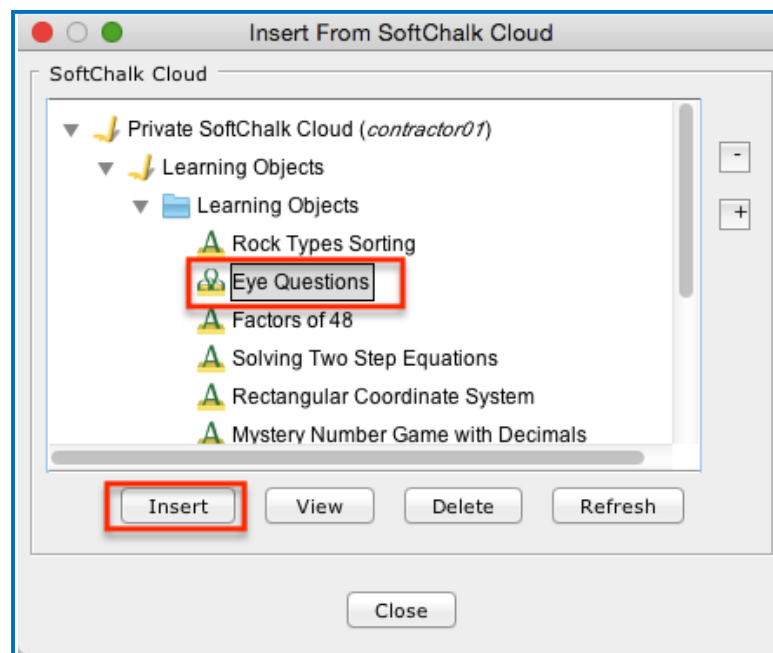 Insert From SoftChalk Cloud
SoftChalk Cloud
Private SoftChalk Cloud (contractor01)
Learning Objects
Learning Objects
Rock Types Sorting
Eye Questions
Factors of 48
Solving Two Step Equations
Rectangular Coordinate System
Mystery Number Game with Decimals
-
+
Insert View Delete Refresh
Close